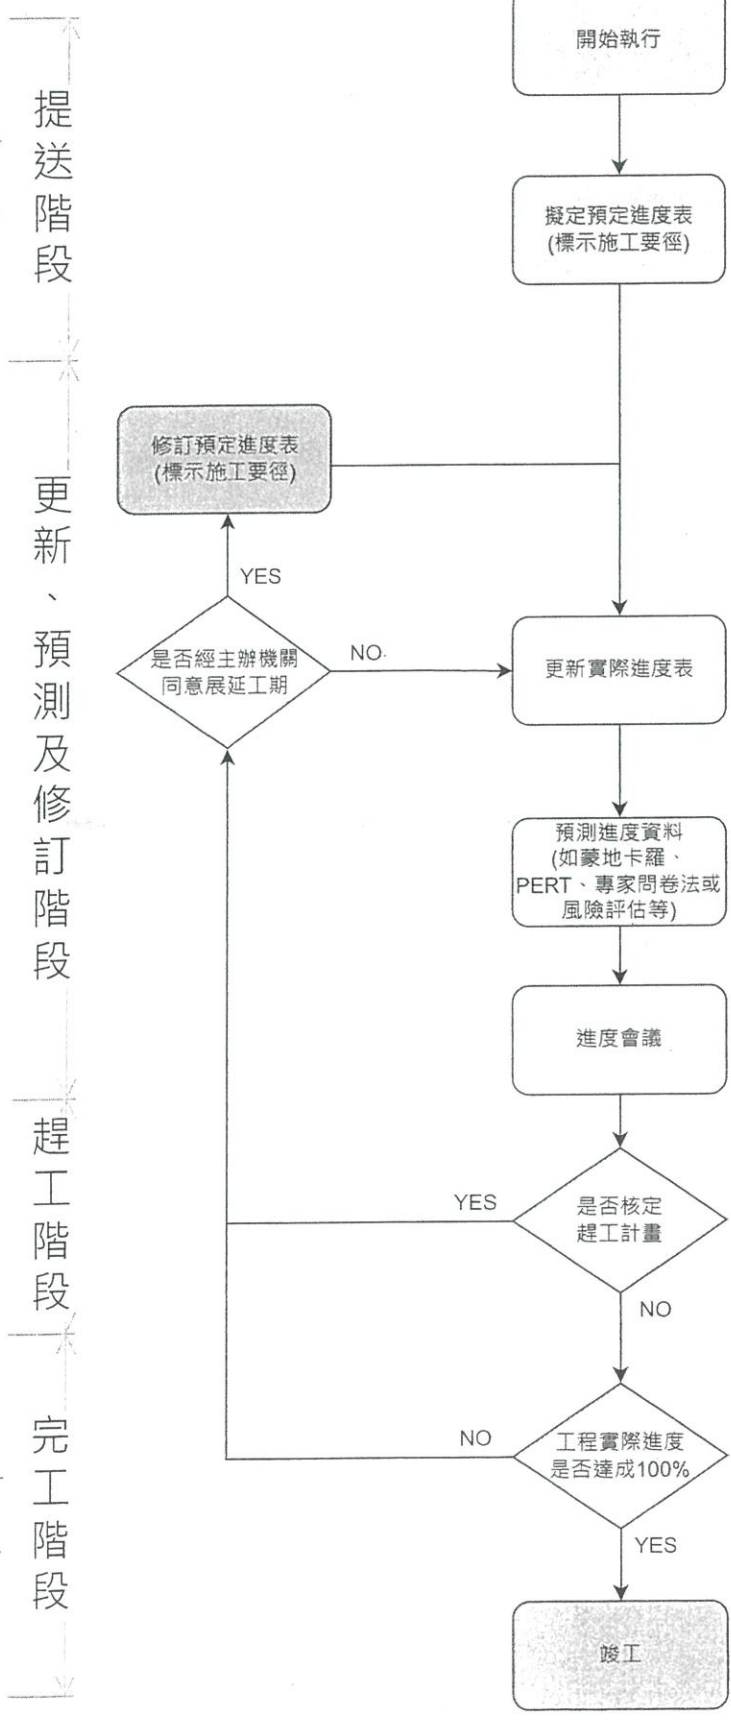 提送階段
開始執行
擬定預定進度表
(標示施工要徑)
更新、預測及修訂階段
修訂預定進度表
(標示施工要徑)
YES
是否經主辦機關
同意展延工期
NO
更新實際進度表
預測進度資料
(如蒙地卡羅、
PERT、專家問卷法或
風險評估等)
進度會議
趕工階段
YES
是否核定
趕工計畫
NO
完工階段
NO
工程實際進度
是否達成100%
YES
竣工